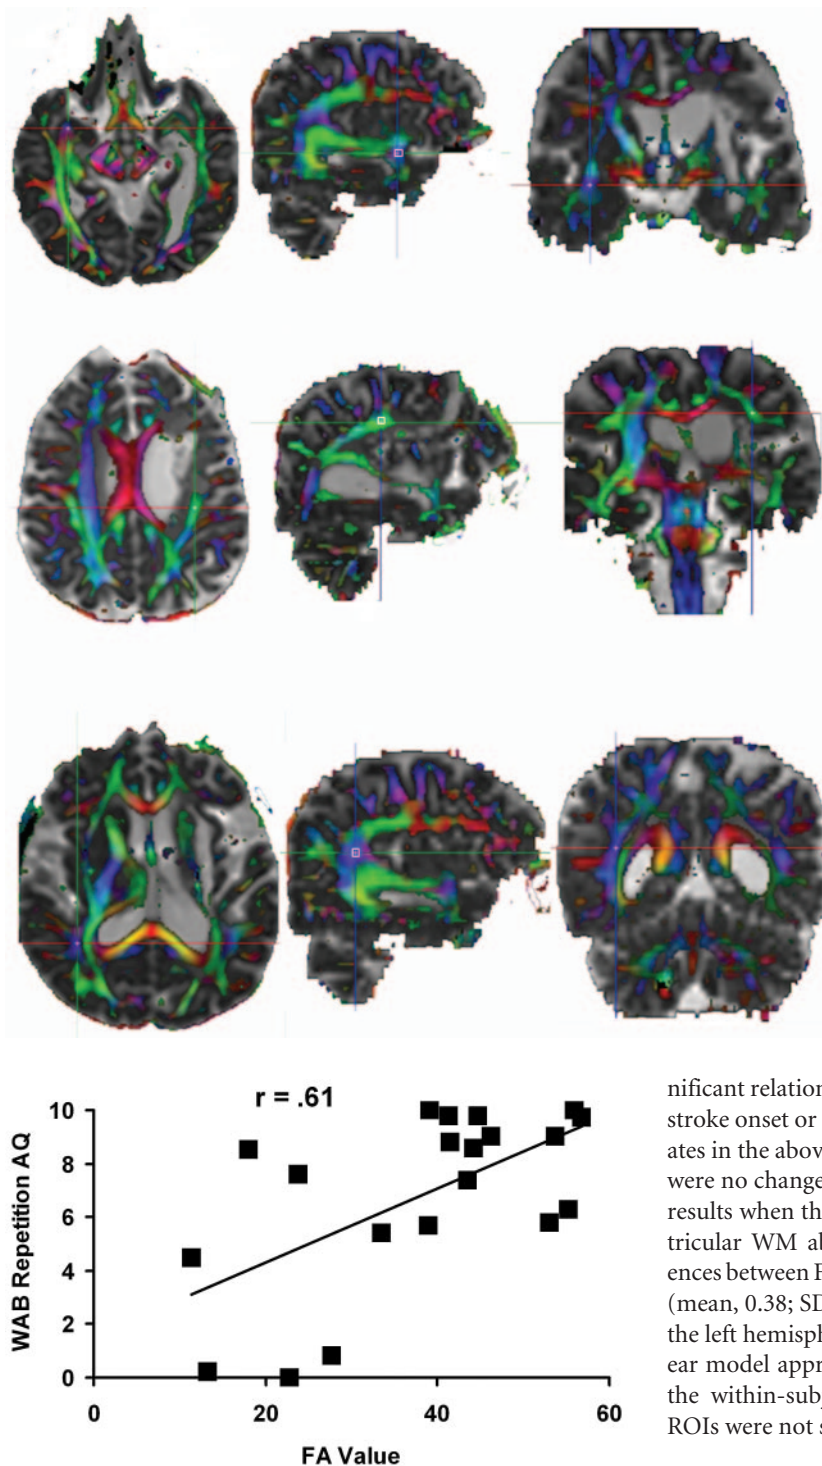 r = .61
WAB Repetition AQ
10
8
6
4
2
0
0 20 40 60
FA Value
nificant relation
stroke onset or
ates in the above
were no change
results when th
tricular WM ab
ences between F
(mean, 0.38; SD
the left hemisph
ear model appr
the within-sub
ROIs were not s